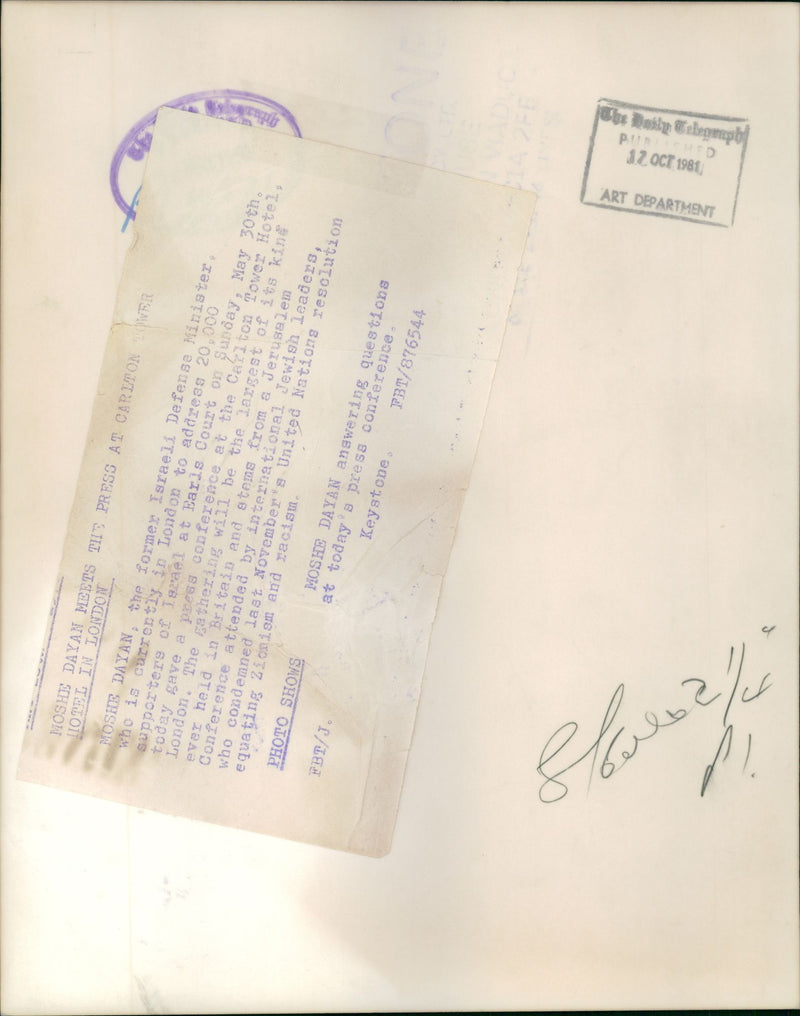 MOSHE DAYAN MEETS THE PRESS AT CARLTON TOWER
HOTEL IN LONDON
MOSHE DAYAN, the former Israeli Defense Minister,
who is currently in London to address 20,000
supporters of Israel at Earls Court on Sunday,
today gave a press conference at the Carlton Tower Hotel,
London. The gathering will be the largest of its kind
ever held in Britain and stems from a Jerusalem
Conference attended by international Jewish leaders,
who condemned last November's United Nations resolution
equating Zionism and racism.
May 30th.
PHOTO SHOWS
MOSHE DAYAN answering questions
at today's press conference.
Keystone.
FBT/J.
FBT/876544
The Daily Telegraph
PUBLISHED
17 OCT 1981
ART DEPARTMENT